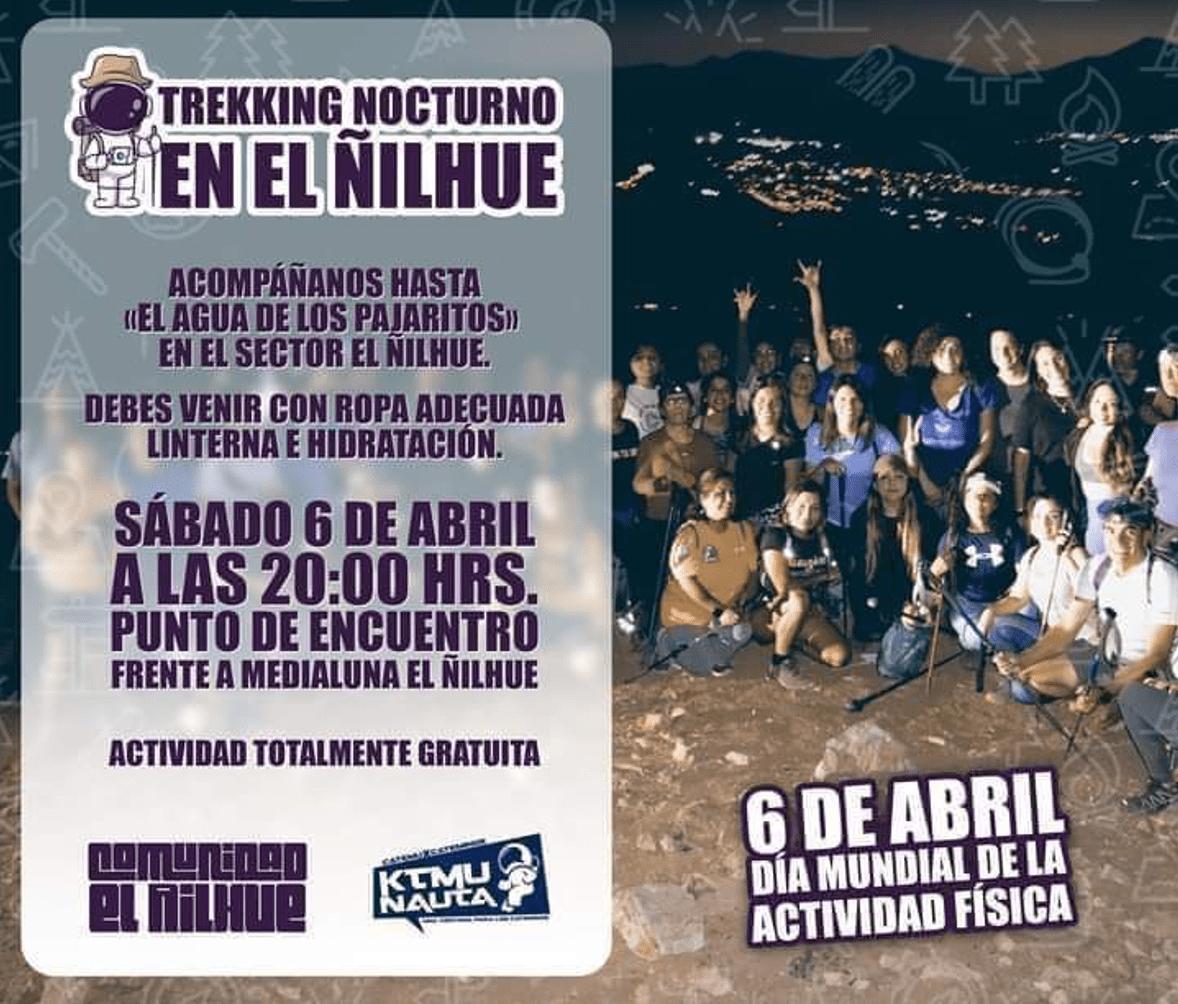 TREKKING NOCTURNO
EN EL ÑILHUE
ACOMPÁÑANOS HASTA
«EL AGUA DE LOS PAJARITOS»
EN EL SECTOR EL ÑILHUE.
DEBES VENIR CON ROPA ADECUADA
LINTERNA E HIDRATACIÓN.
SÁBADO 6 DE ABRIL
A LAS 20:00 HRS.
PUNTO DE ENCUENTRO
FRENTE A MEDIALUNA EL ÑILHUE
ACTIVIDAD TOTALMENTE GRATUITA
COMUNIDAD
EL ÑILHUE
KTMU
NAUTA
6 DE ABRIL
DÍA MUNDIAL DE LA
ACTIVIDAD FÍSICA